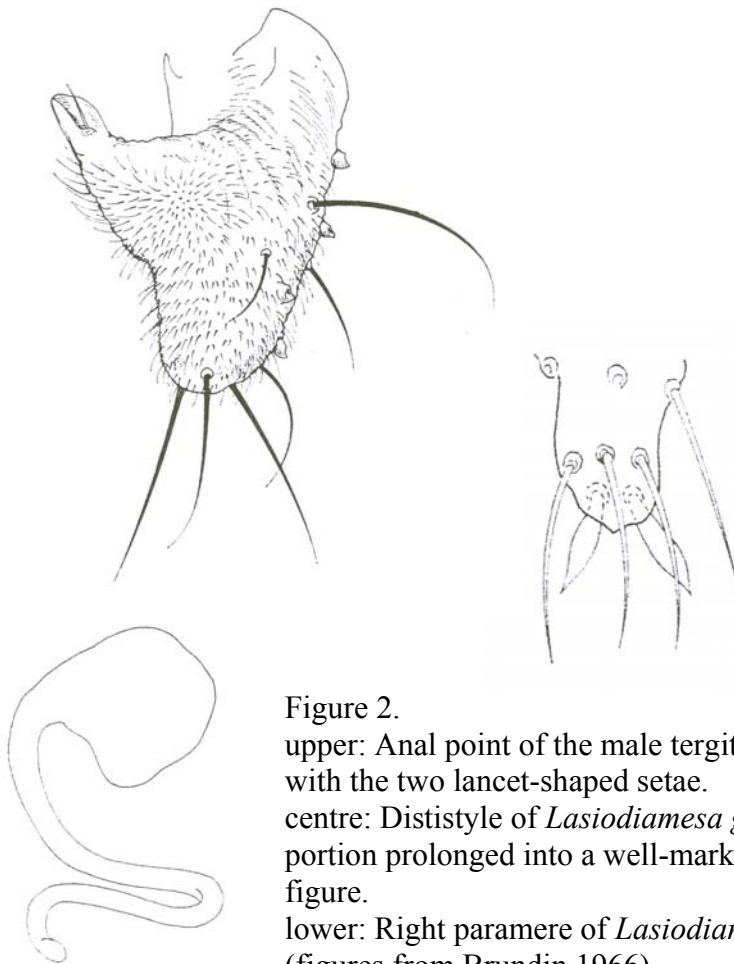 Figure 2.
upper: Anal point of the male tergit
with the two lancet-shaped setae.
centre: Dististyle of Lasiodiamesa g
portion prolonged into a well-mark
figure.
lower: Right paramere of Lasiodian
(figures from Brundin 1966)